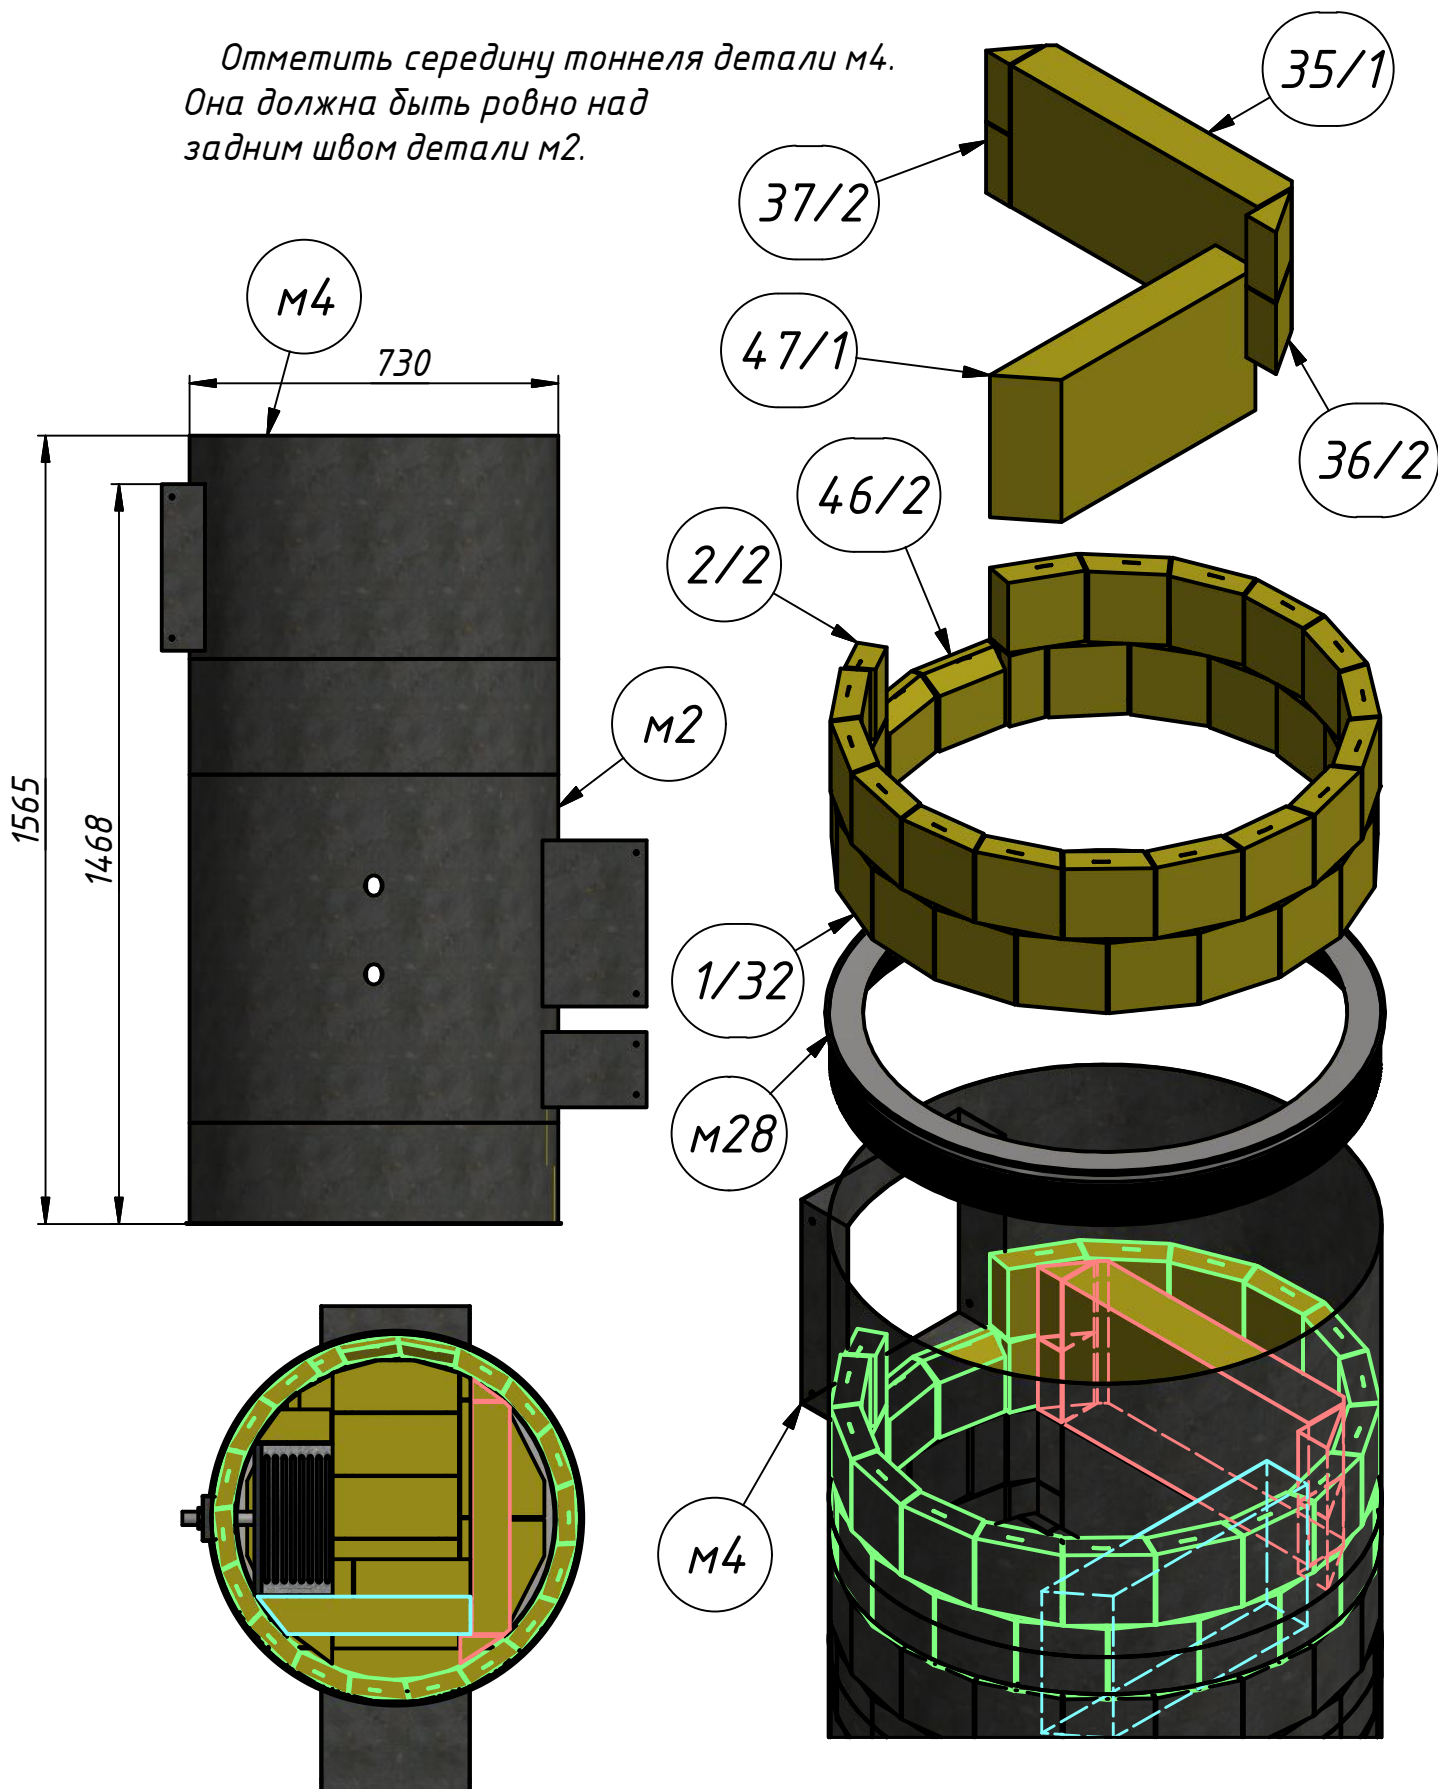 Отметить середину тоннеля детали м4.
Она должна быть ровно над
задним швом детали м2.
35/1
37/2
м4
47/1
730
36/2
46/2
2/2
м2
1565
1468
1/32
м28
м4